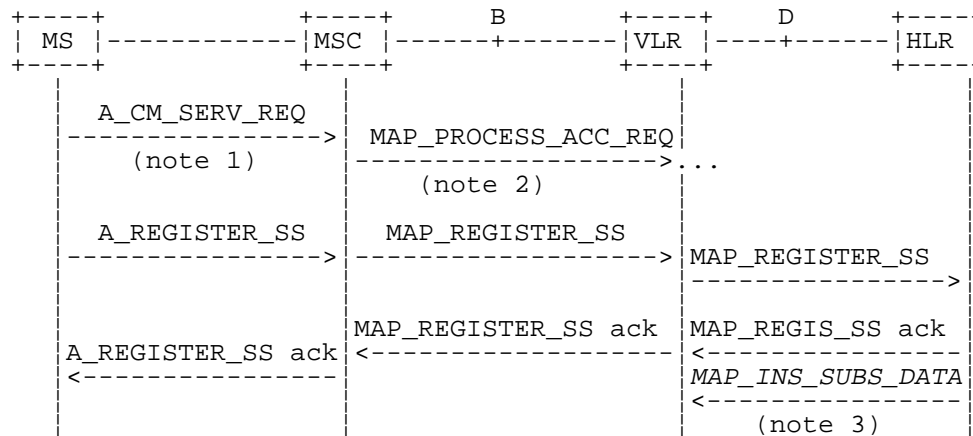 B D
MS MSC VLR HLR
A_CM_SERV_REQ
MAP_PROCESS_ACC_REQ
(note 1) ...
(note 2)
A_REGISTER_SS MAP_REGISTER_SS
MAP_REGISTER_SS
MAP_REGISTER_SS ack MAP_REGIS_SS ack
A_REGISTER_SS ack
MAP_INS_SUBS_DATA
(note 3)